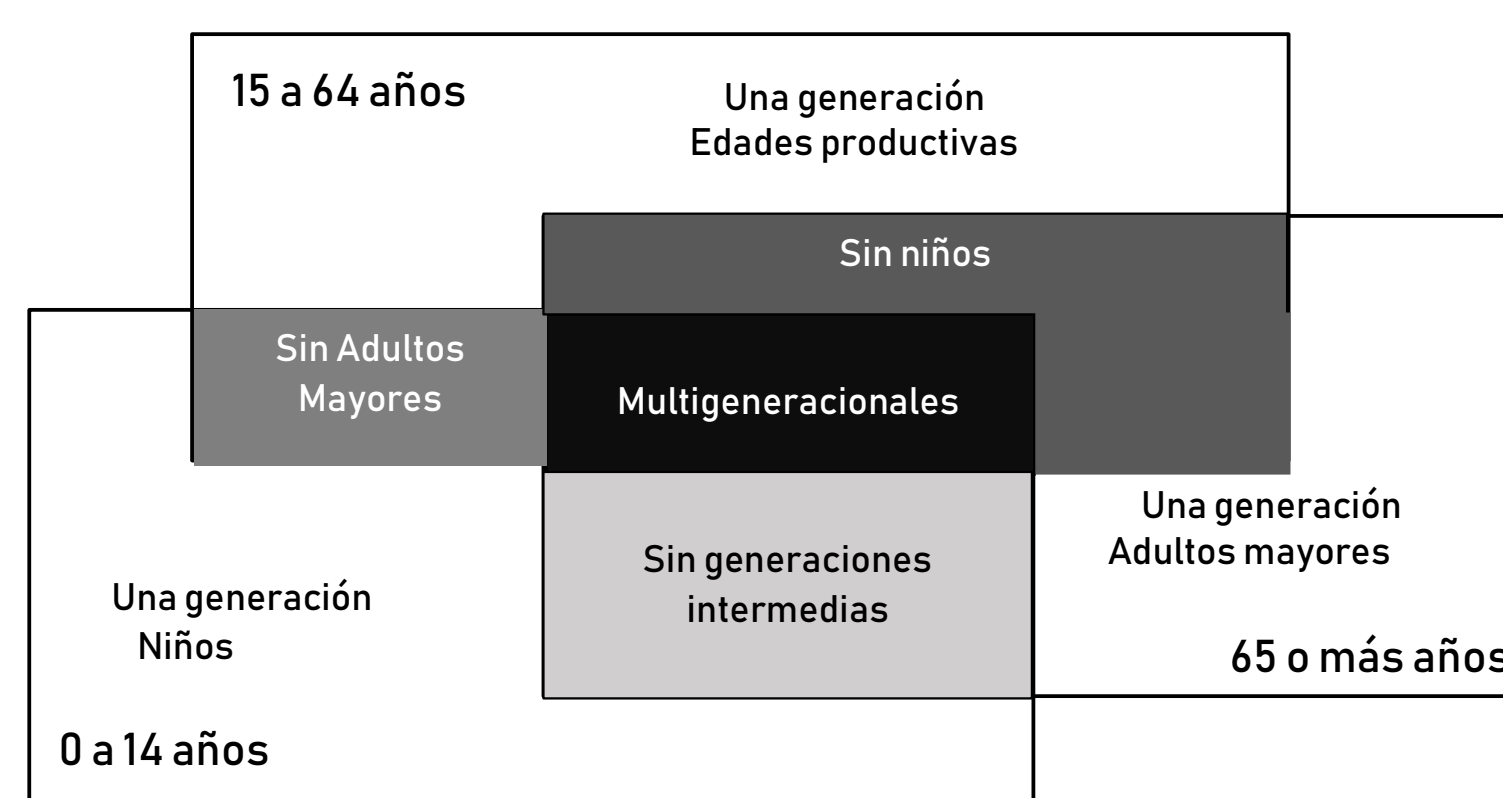 15 a 64 años
Una generación
Edades productivas
Sin niños
Sin Adultos
Mayores
Multigeneracionales
Una generación
Adultos mayores
Sin generaciones
intermedias
Una generación
Niños
65 o más años
0 a 14 años